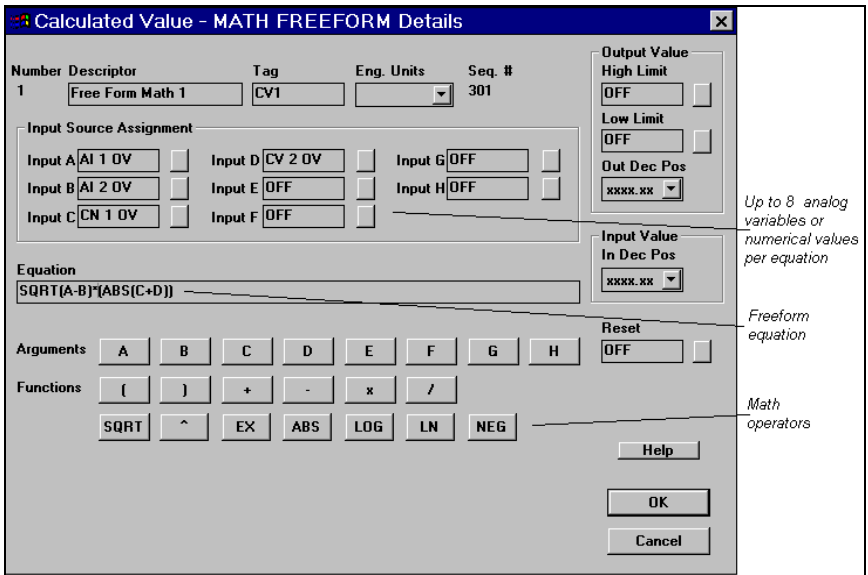 Calculated Value - MATH FREEFORM Details
Number Descriptor Tag Eng. Units Seq. #
1 Free Form Math 1 CV1 301
Input Source Assignment
Input A AI 1 OV Input D CV 2 OV Input G OFF
Input B AI 2 OV Input E OFF Input H OFF
Input C CN 1 OV Input F OFF
Output Value
High Limit
OFF
Low Limit
OFF
Out Dec Pos
xxxx.xx
Input Value
In Dec Pos
xxxx.xx
Equation
SQRT(A-B)*(ABS(C+D))
Reset
OFF
Arguments A B C D E F G H
Functions ( ) + - x /
SQRT ^ EX ABS LOG LN NEG
Help
OK
Cancel
Up to 8 analog
variables or
numerical values
per equation
Freeform
equation
Math
operators